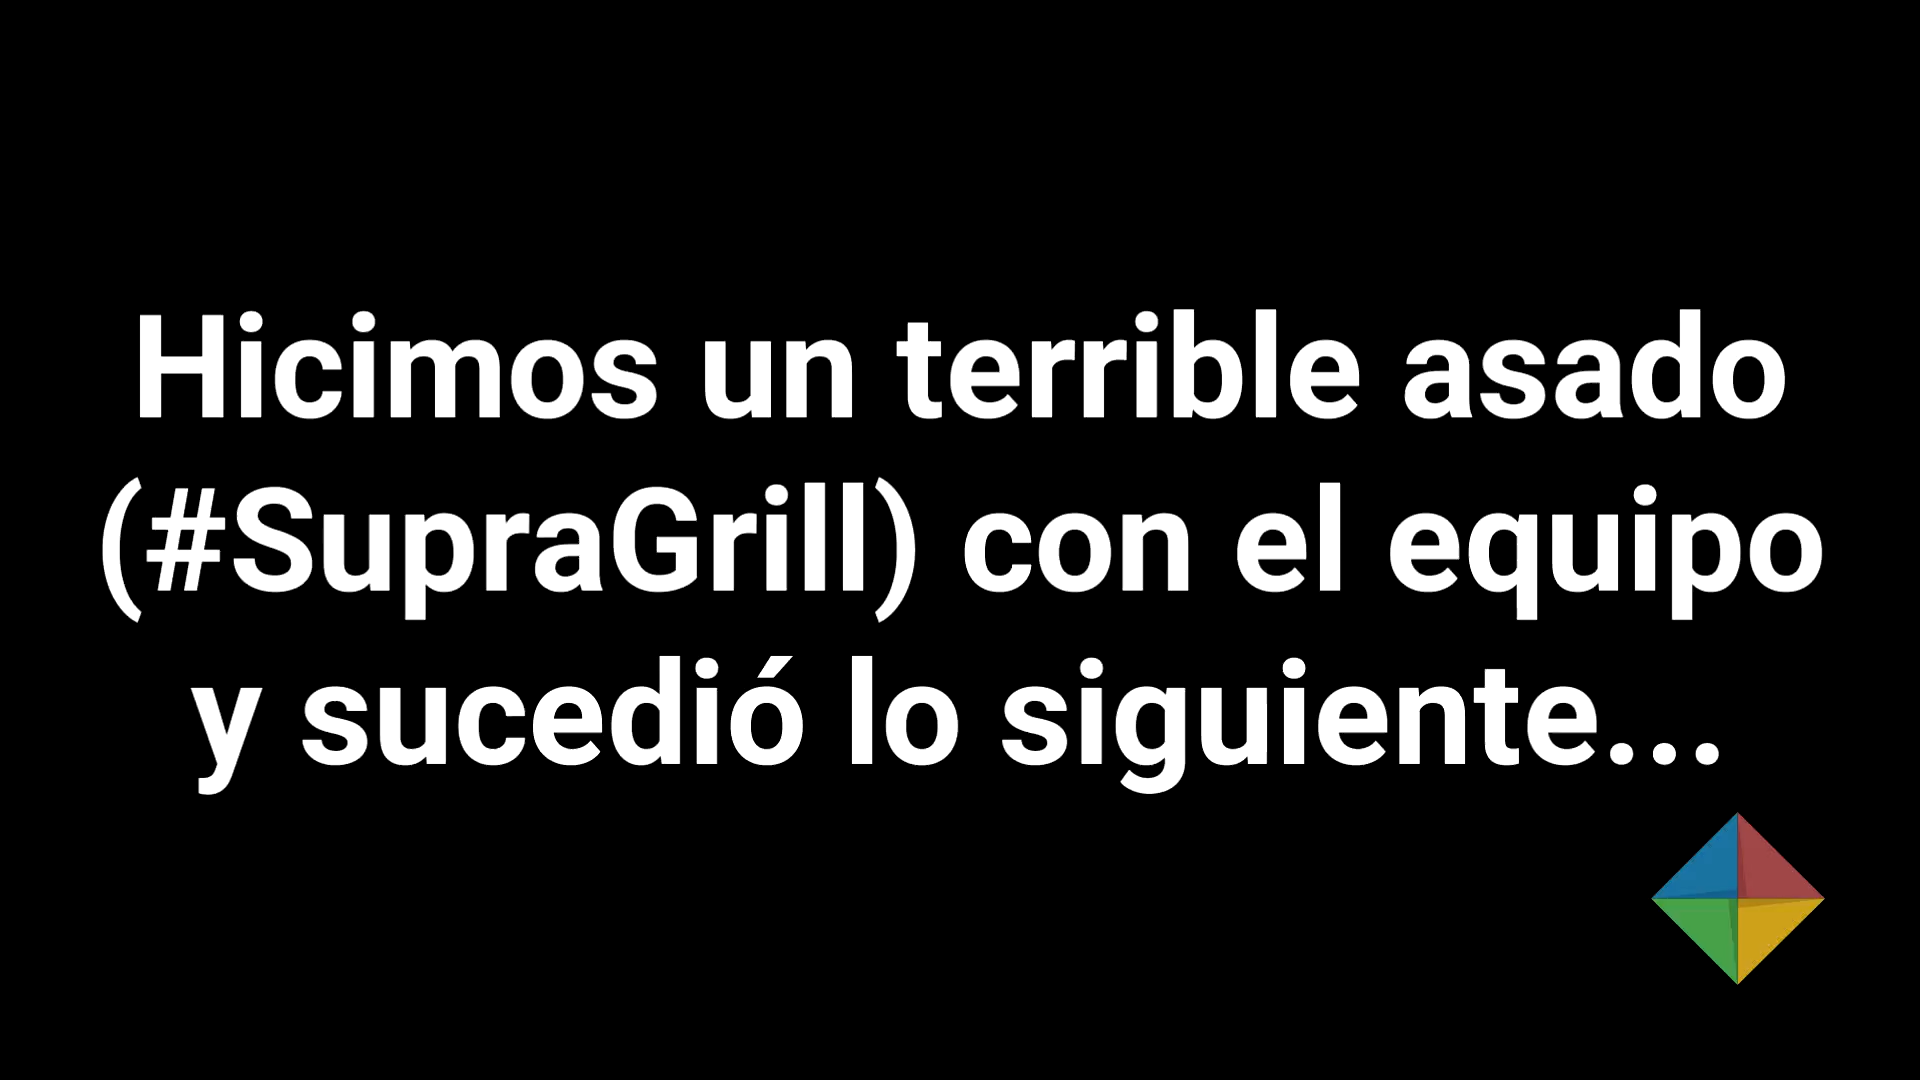 Hicimos un terrible asado
(#SupraGrill) con el equipo
y sucedió lo siguiente...